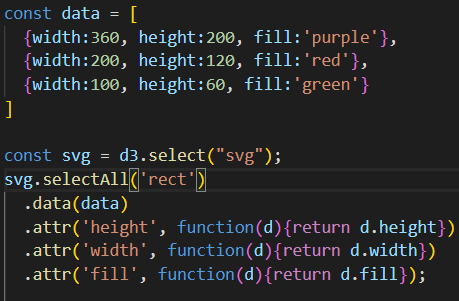 const data = [
  {width:360, height:200, fill:'purple'},
  {width:200, height:120, fill:'red'},
  {width:100, height:60, fill:'green'}
]

const svg = d3.select("svg");
svg.selectAll('rect')
  .data(data)
  .attr('height', function(d){return d.height})
  .attr('width', function(d){return d.width})
  .attr('fill', function(d){return d.fill});